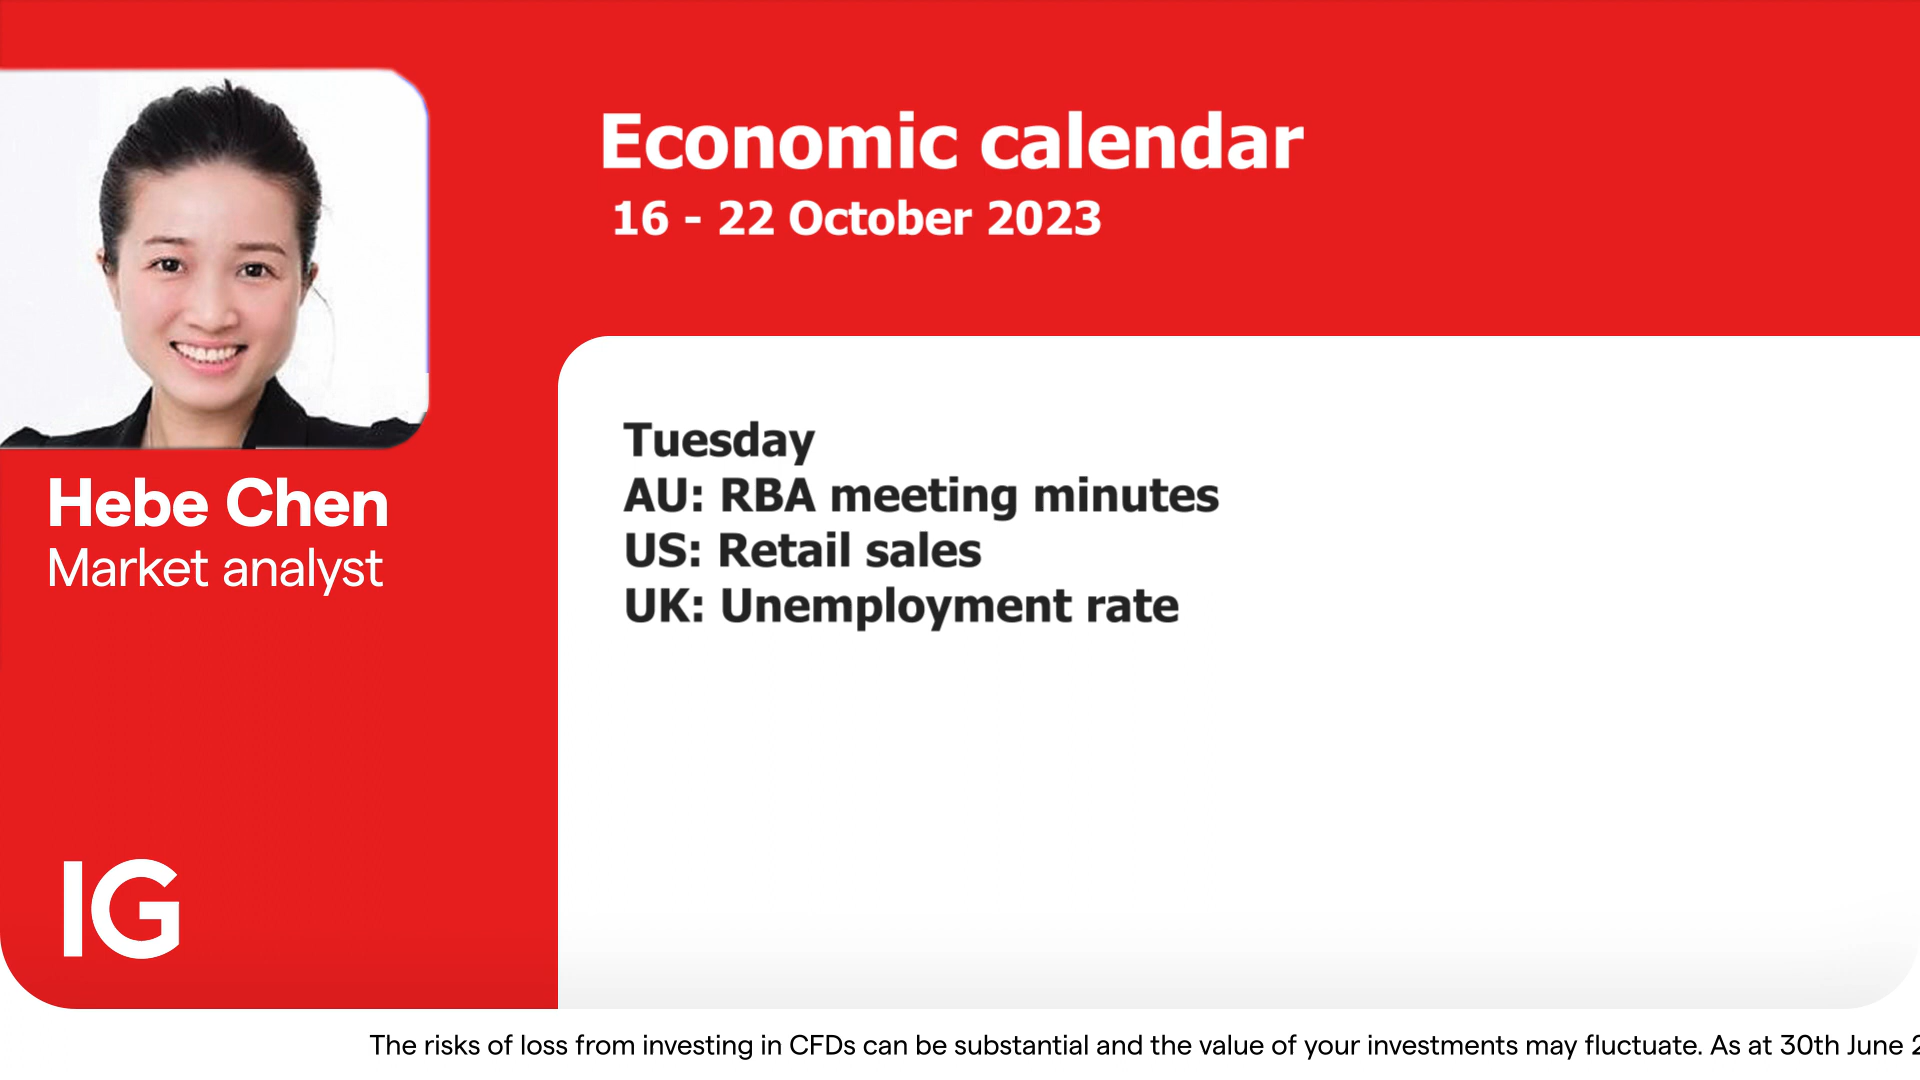 Economic calendar
16 - 22 October 2023
Hebe Chen
Market analyst
Tuesday
AU: RBA meeting minutes
US: Retail sales
UK: Unemployment rate
IG
The risks of loss from investing in CFDs can be substantial and the value of your investments may fluctuate. As at 30th June